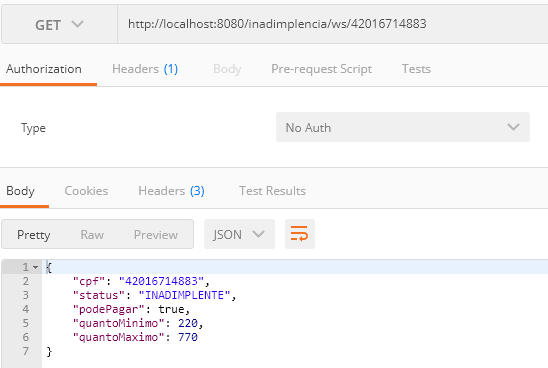 GET http://localhost:8080/inadimplencia/ws/42016714883
Authorization Headers (1) Body Pre-request Script Tests
Type No Auth
Body Cookies Headers (3) Test Results
Pretty Raw Preview JSON
1 {
2 "cpf": "42016714883",
3 "status": "INADIMPLENTE",
4 "podePagar": true,
5 "quantoMinimo": 220,
6 "quantoMaximo": 770
7 }